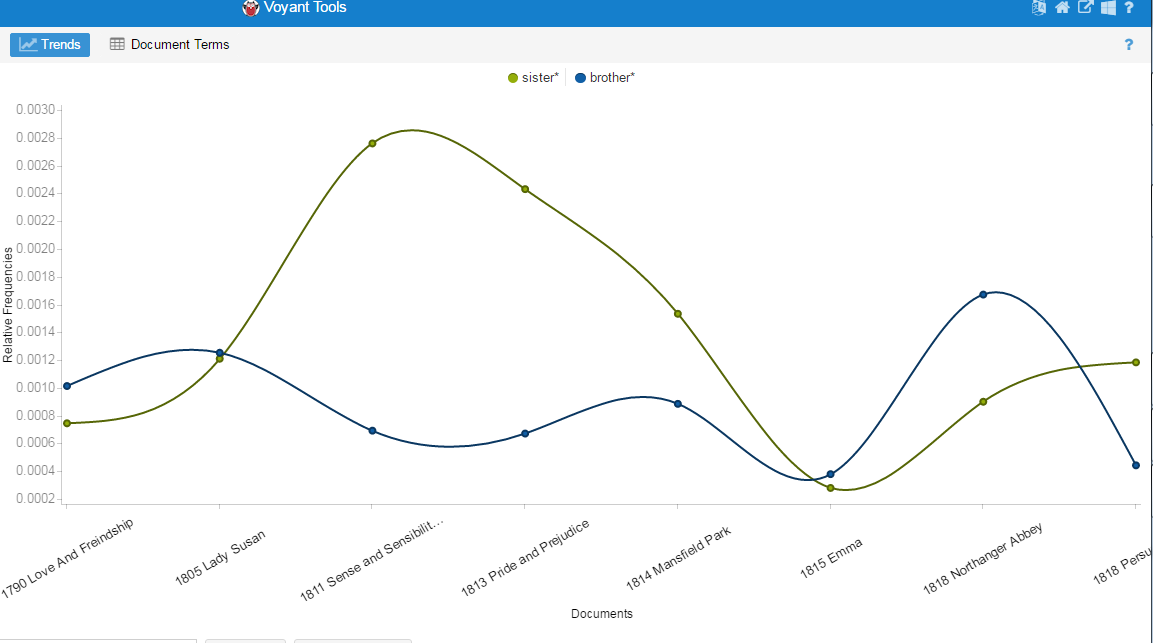 Voyant Tools
?
Trends
Document Terms
?
sister*
brother*
0.0030
0.0028
0.0026
0.0024
0.0022
0.0020
0.0018
0.0016
0.0014
0.0012
0.0010
0.0008
0.0006
0.0004
0.0002
Relative Frequencies
1790 Love And Freindship
1805 Lady Susan
1811 Sense and Sensibilit...
1813 Pride and Prejudice
1814 Mansfield Park
1815 Emma
1818 Northanger Abbey
1818 Persu
Documents